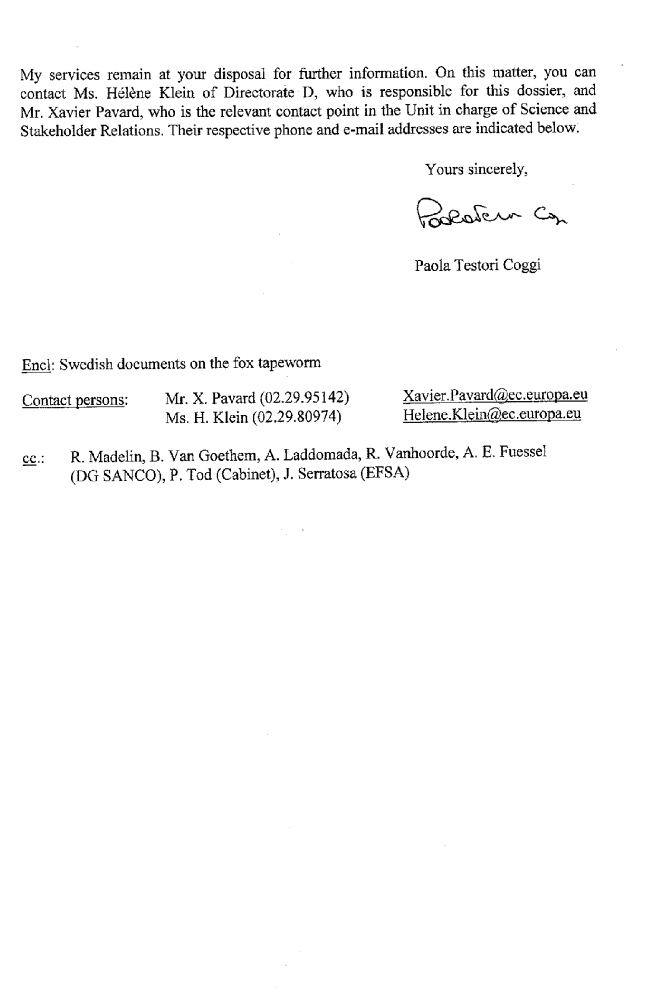 My services remain at your disposal for further information. On this matter, you can
contact Ms. Hélène Klein of Directorate D, who is responsible for this dossier, and
Mr. Xavier Pavard, who is the relevant contact point in the Unit in charge of Science and
Stakeholder Relations. Their respective phone and e-mail addresses are indicated below.
Yours sincerely,
Paola Testori Coggi
Encl: Swedish documents on the fox tapeworm
Contact persons: Mr. X. Pavard (02.29.95142) Xavier.Pavard@ec.europa.eu
Ms. H. Klein (02.29.80974) Helene.Klein@ec.europa.eu
cc.: R. Madelin, B. Van Goethem, A. Laddomada, R. Vanhoorde, A. E. Fuessel
(DG SANCO), P. Tod (Cabinet), J. Serratosa (EFSA)